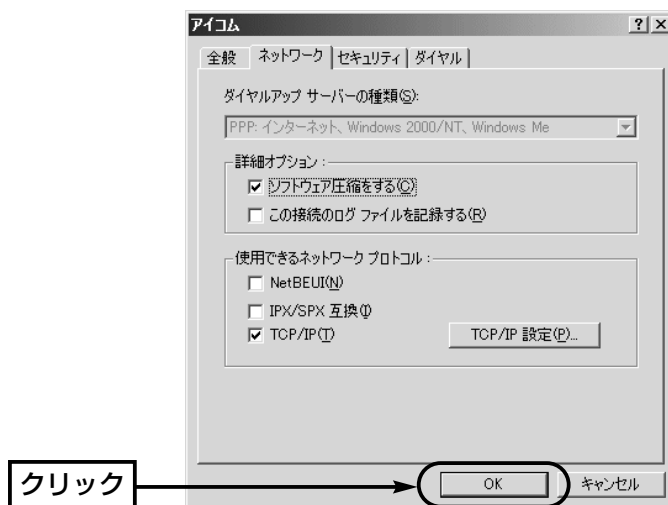 アイコム
? ×
全般 ネットワーク セキュリティ ダイヤル
ダイヤルアップ サーバーの種類(S):
PPP: インターネット、Windows 2000/NT、Windows Me
詳細オプション:
ソフトウェア圧縮をする(C)
この接続のログ ファイルを記録する(R)
使用できるネットワーク プロトコル:
NetBEUI(N)
IPX/SPX 互換(I)
TCP/IP(T) TCP/IP 設定(P)...
クリック OK キャンセル